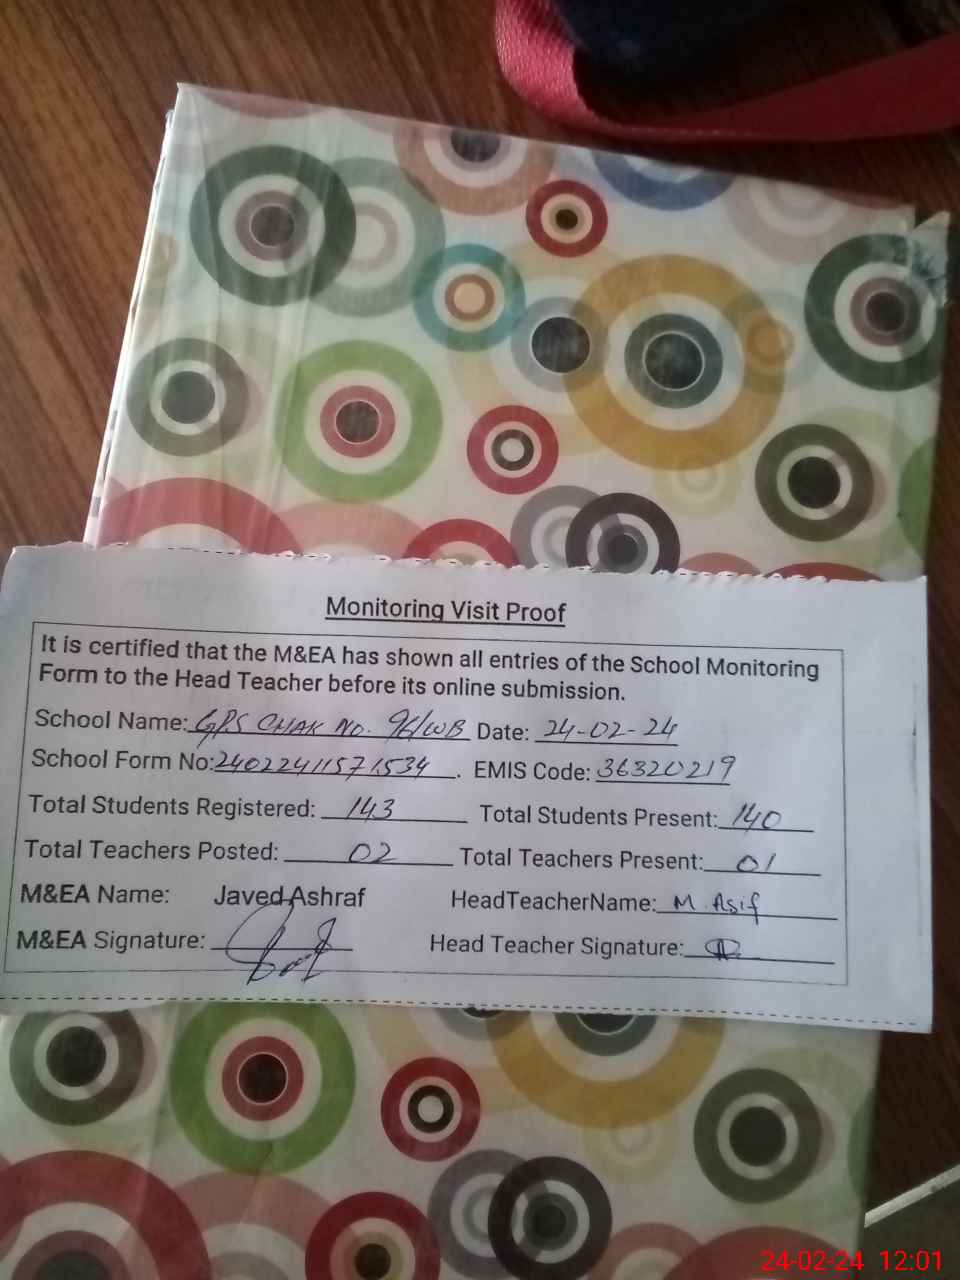 Monitoring Visit Proof
It is certified that the M&EA has shown all entries of the School Monitoring
Form to the Head Teacher before its online submission.
School Name: GPS CHAK NO. 96/WB Date: 24-02-24
School Form No: 24022411571534. EMIS Code: 36320219
Total Students Registered: 143 Total Students Present: 140
Total Teachers Posted: 02 Total Teachers Present: 01
M&EA Name: Javed Ashraf HeadTeacherName: M. Asif
M&EA Signature: Head Teacher Signature:
24-02-24 12:01